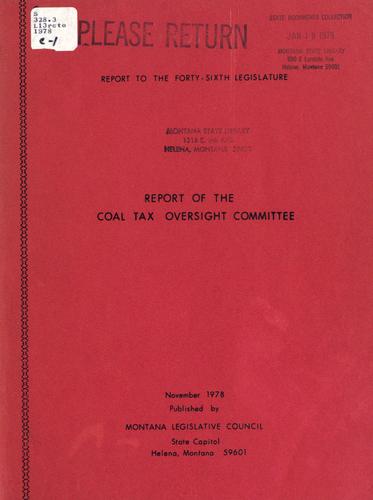 S
328.3
L13rcto
1978
c-1
PLEASE RETURN
STATE DOCUMENTS COLLECTION
JAN 18 1979
MONTANA STATE LIBRARY
930 E Lyndale Ave
Helena, Montana 59601
REPORT TO THE FORTY-SIXTH LEGISLATURE
MONTANA STATE LIBRARY
HELENA, MONTANA
REPORT OF THE
COAL TAX OVERSIGHT COMMITTEE
November 1978
Published by
MONTANA LEGISLATIVE COUNCIL
State Capitol
Helena, Montana 59601